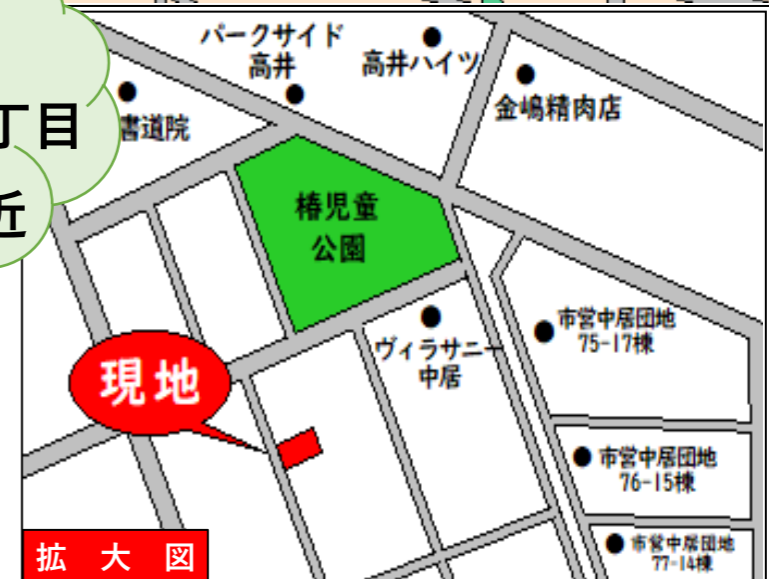 丁目
近
パークサイド
高井
高井ハイツ
金嶋精肉店
書道院
椿児童
公園
ヴィラサニー
中居
市営中居団地
75-17棟
現地
市営中居団地
76-15棟
市営中居団地
77-14棟
拡大図